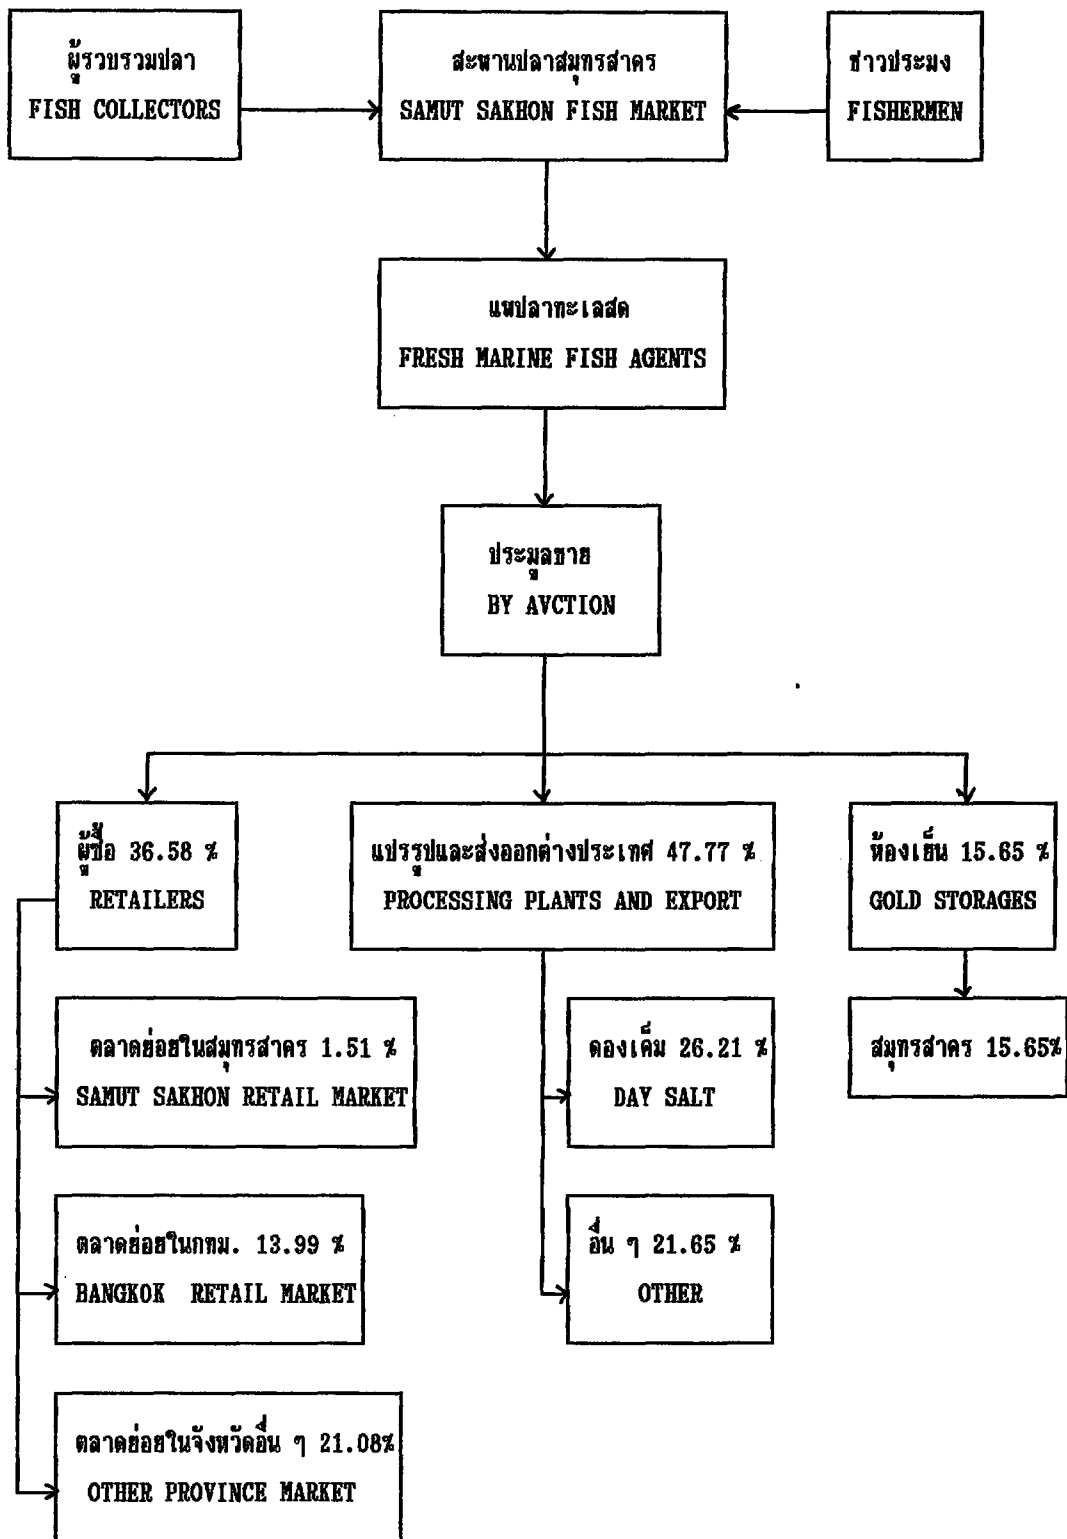 ผู้รวบรวมปลา
FISH COLLECTORS
สะพานปลาสมุทรสาคร
SAMUT SAKHON FISH MARKET
ชาวประมง
FISHERMEN
แพปลาทะเลสด
FRESH MARINE FISH AGENTS
ประมูลขาย
BY AVCTION
ผู้ซื้อ 36.58 %
RETAILERS
แปรรูปและส่งออกต่างประเทศ 47.77 %
PROCESSING PLANTS AND EXPORT
ห้องเย็น 15.65 %
GOLD STORAGES
ตลาดย่อยในสมุทรสาคร 1.51 %
SAMUT SAKHON RETAIL MARKET
ดองเค็ม 26.21 %
DAY SALT
สมุทรสาคร 15.65%
ตลาดย่อยในกทม. 13.99 %
BANGKOK RETAIL MARKET
อื่น ๆ 21.65 %
OTHER
ตลาดย่อยในจังหวัดอื่น ๆ 21.08%
OTHER PROVINCE MARKET